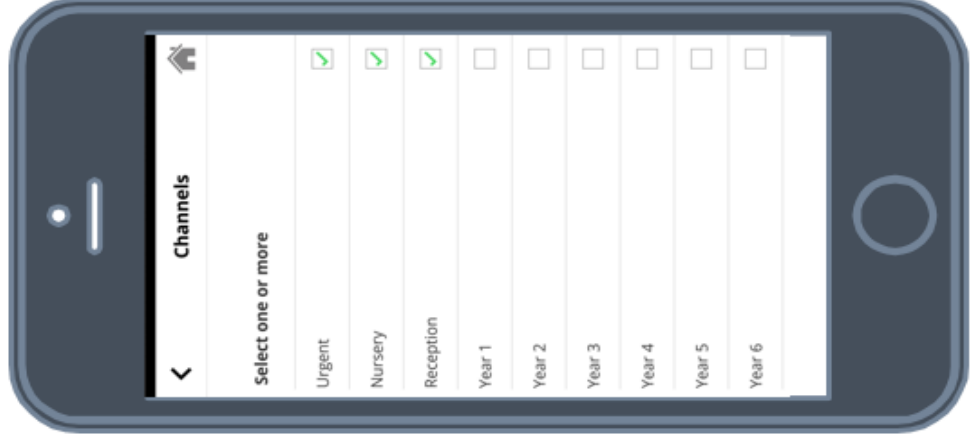 Channels
Select one or more
Urgent
Nursery
Reception
Year 1
Year 2
Year 3
Year 4
Year 5
Year 6